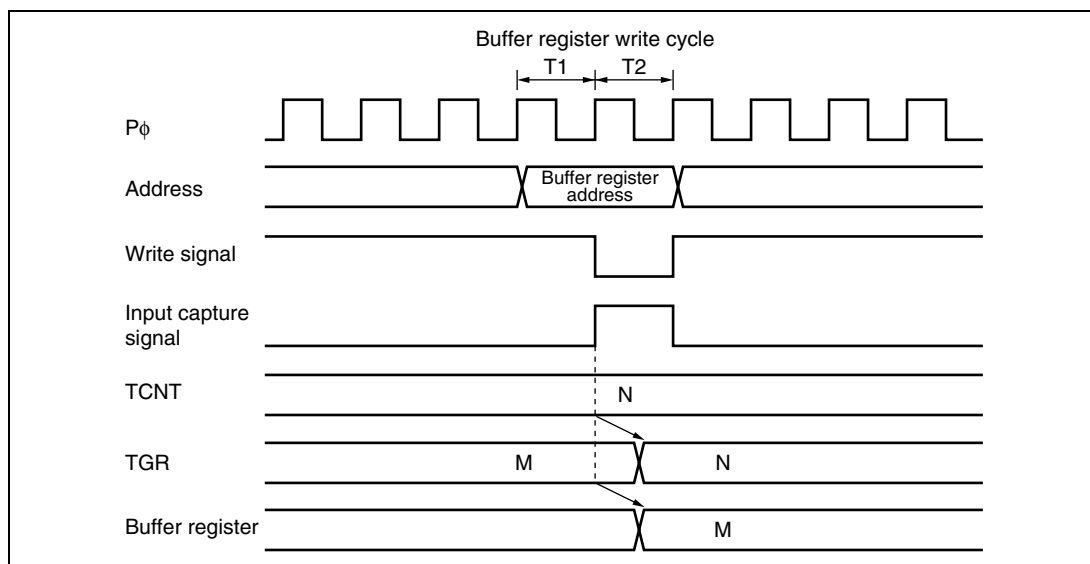 Buffer register write cycle
T1 T2
Pϕ
Address
Buffer register
address
Write signal
Input capture
signal
TCNT
N
TGR
M N
Buffer register
M